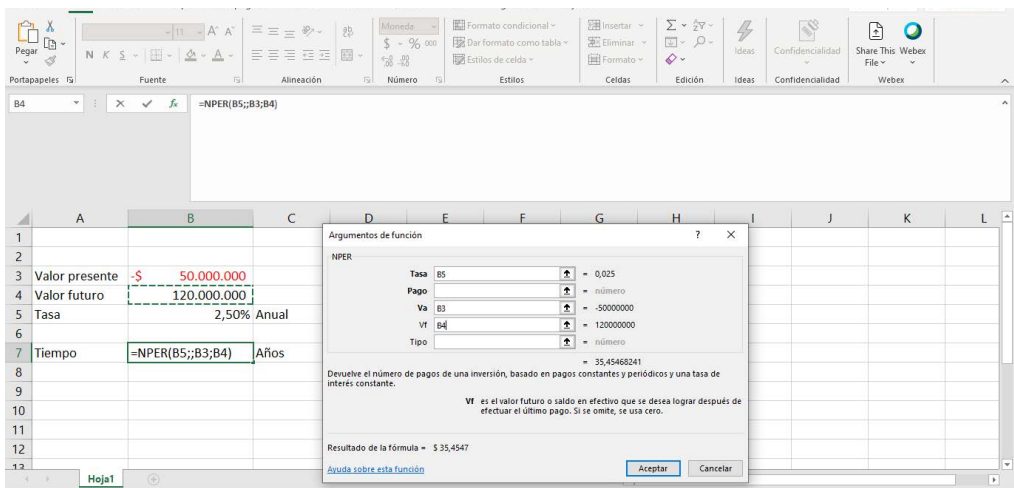 Pegar
11
A^ A˅
N K S
Moneda
$ - % 000
Formato condicional
Dar formato como tabla
Estilos de celda
Insertar
Eliminar
Formato
Ideas
Confidencialidad
Share This Webex
File
Portapapeles
Fuente
Alineación
Número
Estilos
Celdas
Edición
Ideas
Confidencialidad
Webex
B4
fx
=NPER(B5;;B3;B4)
A B C D E F G H I J K L
1
2
3 Valor presente -$ 50.000.000
4 Valor futuro 120.000.000
5 Tasa 2,50% Anual
6
7 Tiempo =NPER(B5;;B3;B4) Años
8
9
10
11
12
13
Argumentos de función ? ×
NPER
Tasa B5 = 0,025
Pago = número
Va B3 = -50000000
Vf B4 = 120000000
Tipo = número
= 35,45468241
Devuelve el número de pagos de una inversión, basado en pagos constantes y periódicos y una tasa de
interés constante.
Vf es el valor futuro o saldo en efectivo que se desea lograr después de
efectuar el último pago. Si se omite, se usa cero.
Resultado de la fórmula = $ 35,4547
Ayuda sobre esta función
Aceptar
Cancelar
Hoja1